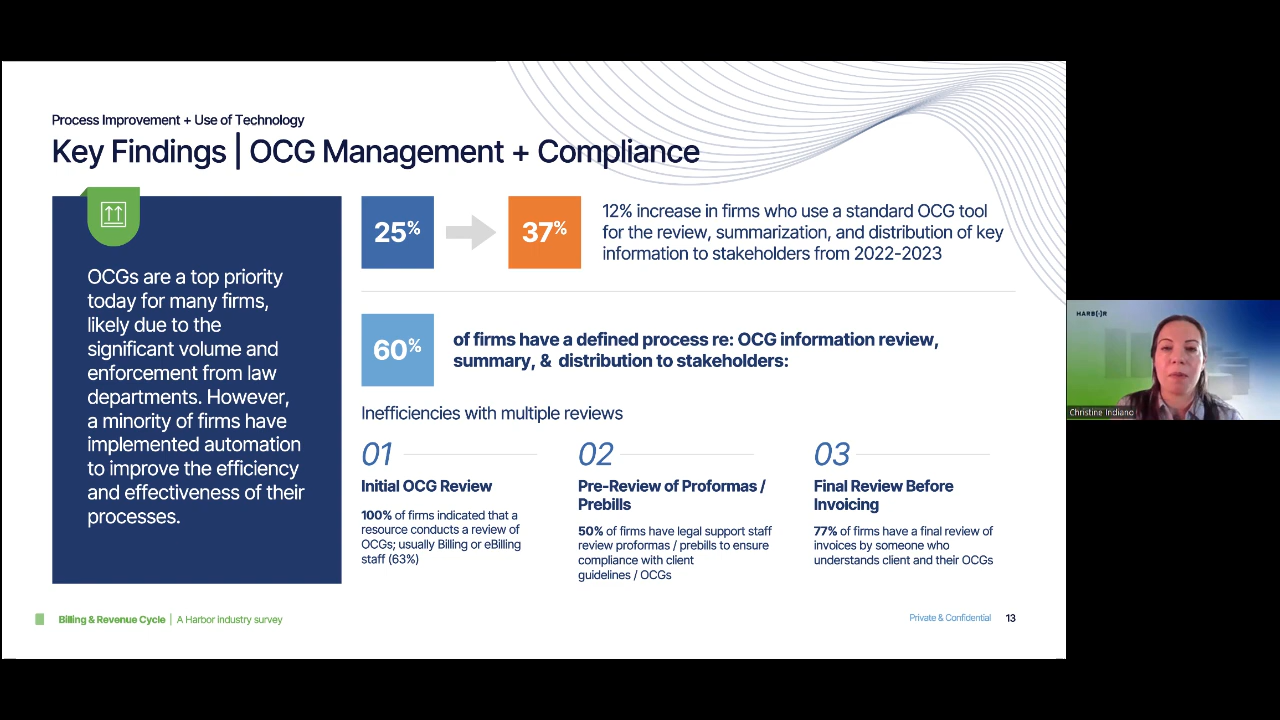 Process Improvement + Use of Technology
Key Findings | OCG Management + Compliance
OCGs are a top priority
today for many firms,
likely due to the
significant volume and
enforcement from law
departments. However,
a minority of firms have
implemented automation
to improve the efficiency
and effectiveness of their
processes.
25%
37%
12% increase in firms who use a standard OCG tool
for the review, summarization, and distribution of key
information to stakeholders from 2022-2023
60%
of firms have a defined process re: OCG information review,
summary, & distribution to stakeholders:
Inefficiencies with multiple reviews
01
Initial OCG Review
100% of firms indicated that a
resource conducts a review of
OCGs; usually Billing or eBilling
staff (63%)
02
Pre-Review of Proformas /
Prebills
50% of firms have legal support staff
review proformas / prebills to ensure
compliance with client
guidelines / OCGs
03
Final Review Before
Invoicing
77% of firms have a final review of
invoices by someone who
understands client and their OCGs
Billing & Revenue Cycle | A Harbor industry survey
Private & Confidential 13
HARB(·)R
Christine Indiano